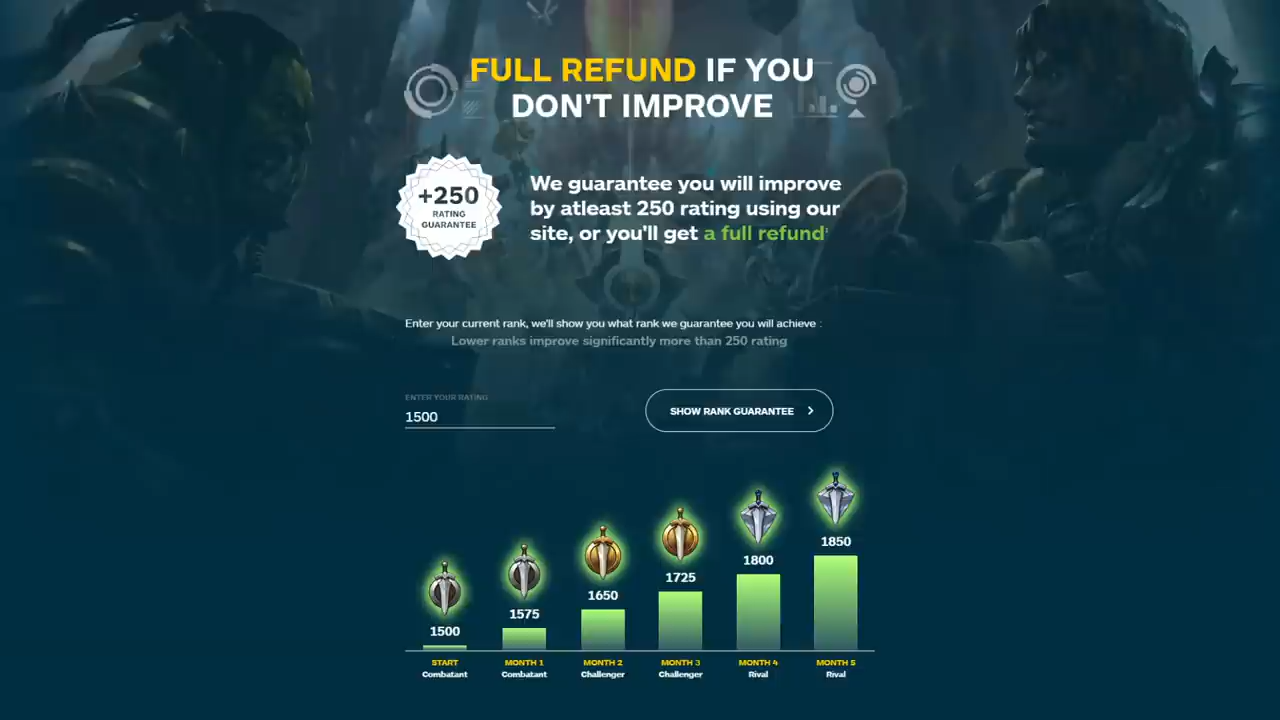 FULL REFUND IF YOU
DON'T IMPROVE
+250
RATING
GUARANTEE
We guarantee you will improve
by atleast 250 rating using our
site, or you'll get a full refund*
Enter your current rank, we'll show you what rank we guarantee you will achieve :
Lower ranks improve significantly more than 250 rating
ENTER YOUR RATING
1500
SHOW RANK GUARANTEE >
1500
1575
1650
1725
1800
1850
START
MONTH 1
MONTH 2
MONTH 3
MONTH 4
MONTH 5
Combatant
Combatant
Challenger
Challenger
Rival
Rival